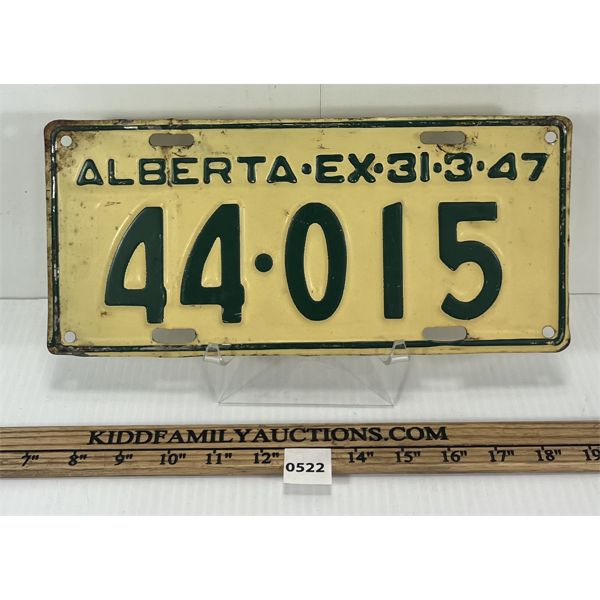 ALBERTA·EX·31·3·47
44·015
KIDDFAMILYAUCTIONS.COM
7" 8" 9" 10" 11" 12" 14" 15" 16" 17" 18" 19
0522